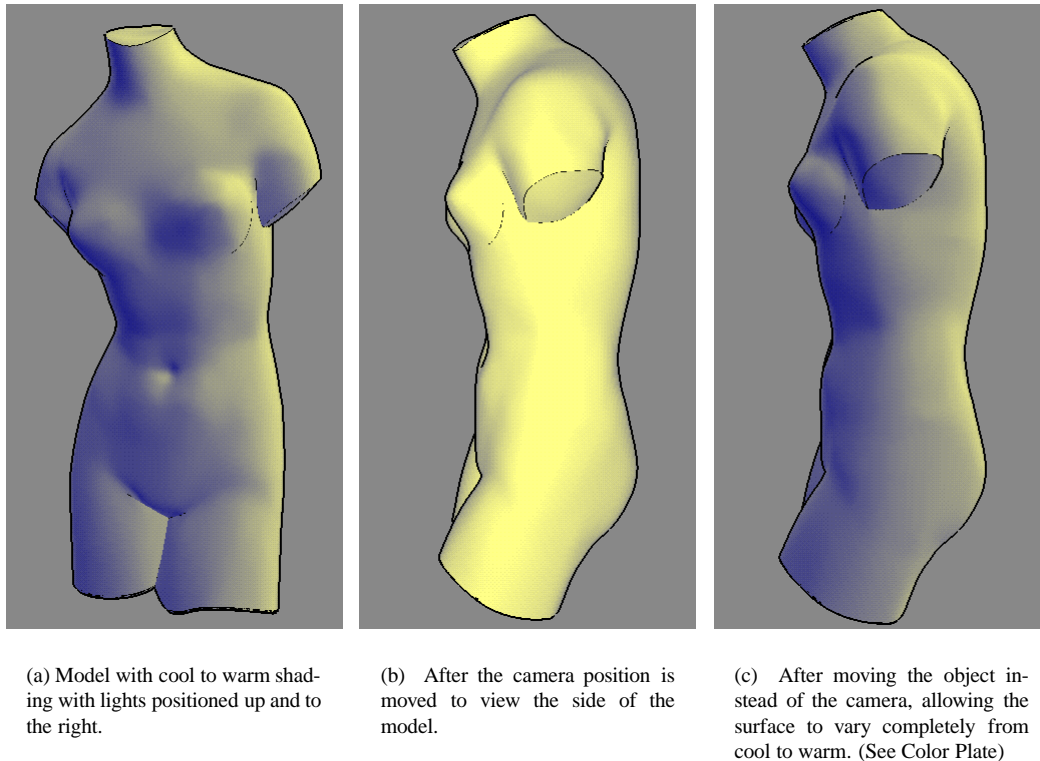 (a) Model with cool to warm shad-
ing with lights positioned up and to
the right.
(b) After the camera position is
moved to view the side of the
model.
(c) After moving the object in-
stead of the camera, allowing the
surface to vary completely from
cool to warm. (See Color Plate)